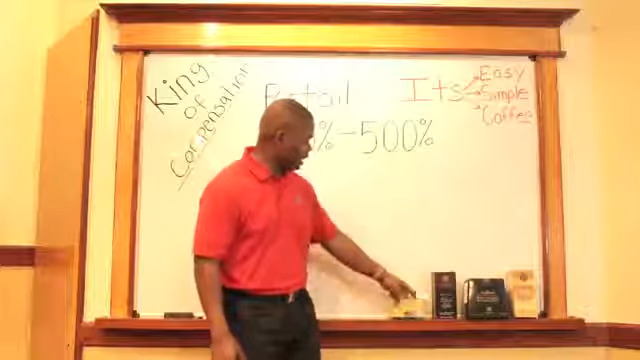 King
of
Compensation
Retail
%-500%
Its
Easy
Simple
Coffee